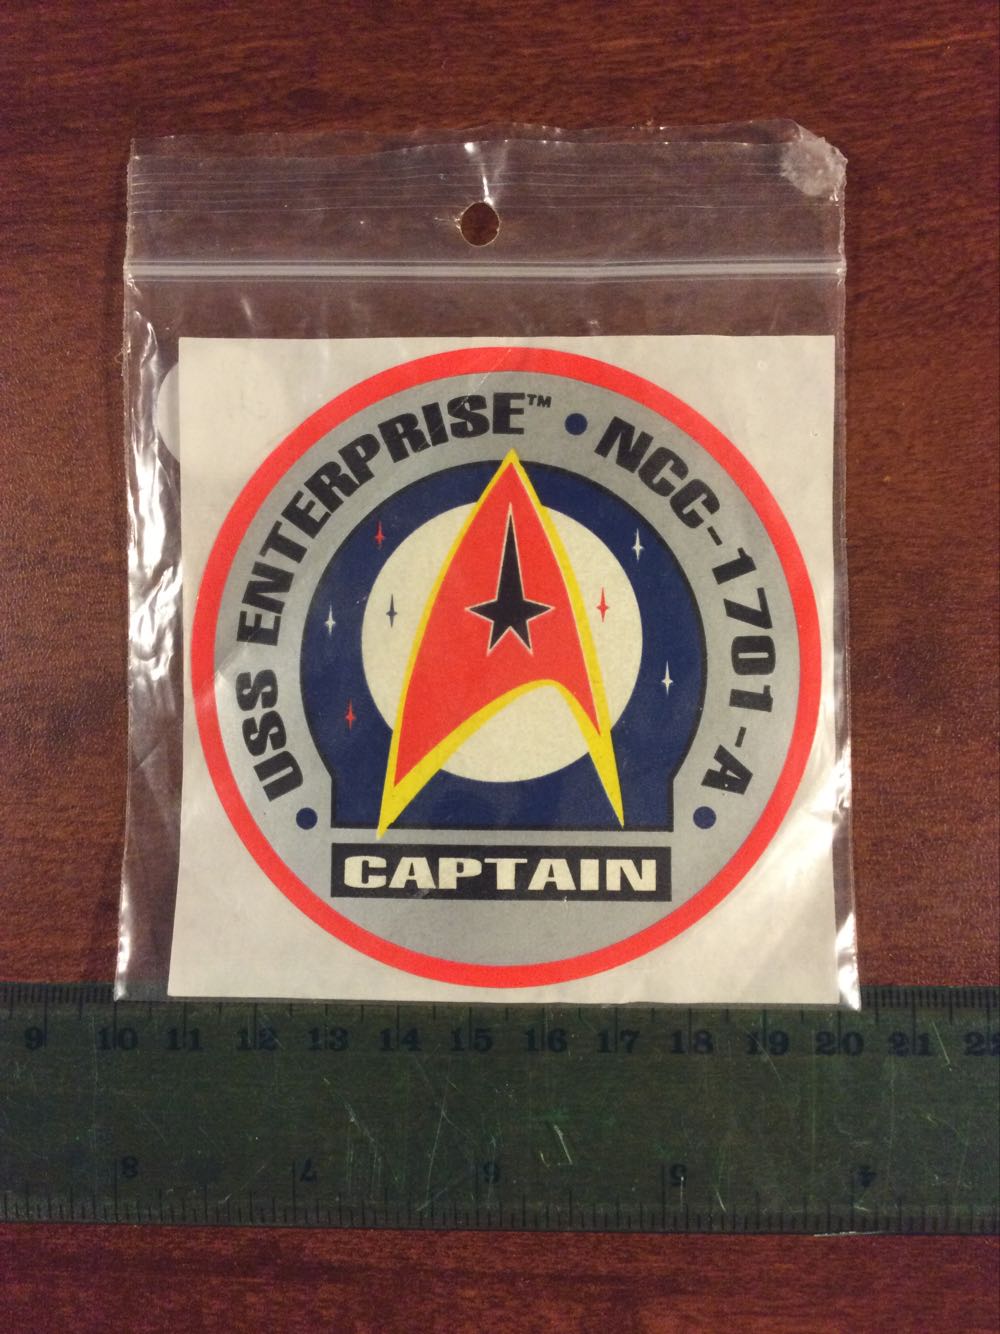 • USS ENTERPRISE™ • NCC-1701-A •
CAPTAIN
9 10 11 12 13 14 15 16 17 18 19 20 21 22
8 7 6 5 4